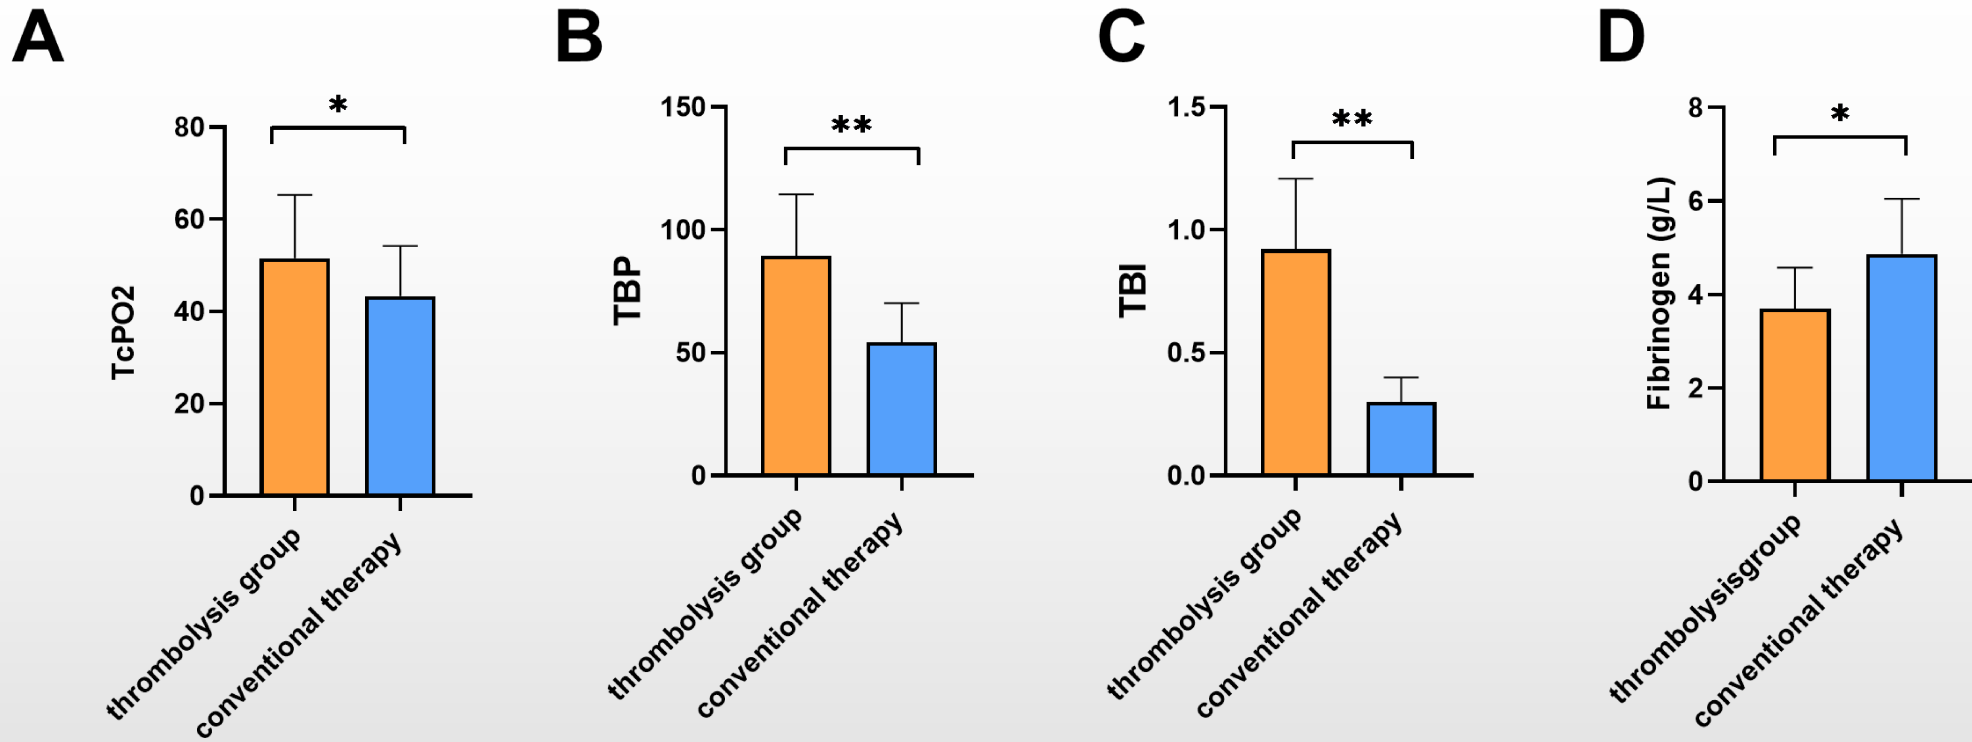 A
*
80
60
40
20
0
TcPO2
thrombolysis group
conventional therapy
B
**
150
100
50
0
TBP
thrombolysis group
conventional therapy
C
**
1.5
1.0
0.5
0.0
TBI
thrombolysis group
conventional therapy
D
*
8
6
4
2
0
Fibrinogen (g/L)
thrombolysisgroup
conventional therapy